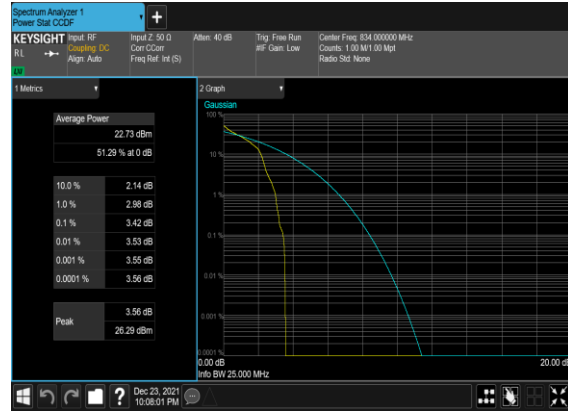 Spectrum Analyzer 1
Power Stat CCDF
+
KEYSIGHT Input: RF Input Z: 50 Ω Atten: 40 dB Trig: Free Run Center Freq: 834.000000 MHz
RL Coupling: DC Corr CCorr #IF Gain: Low Counts: 1.00 M/1.00 Mpt
Align: Auto Freq Ref: Int (S) Radio Std: None
1 Metrics
Average Power
22.73 dBm
51.29 % at 0 dB
10.0 % 2.14 dB
1.0 % 2.98 dB
0.1 % 3.42 dB
0.01 % 3.53 dB
0.001 % 3.55 dB
0.0001 % 3.56 dB
Peak 3.56 dB
26.29 dBm
2 Graph
Gaussian
100 %
10 %
1 %
0.1 %
0.01 %
0.001 %
0.0001 %
0.00 dB 20.00 dB
Info BW 25.000 MHz
? Dec 23, 2021
10:08:01 PM